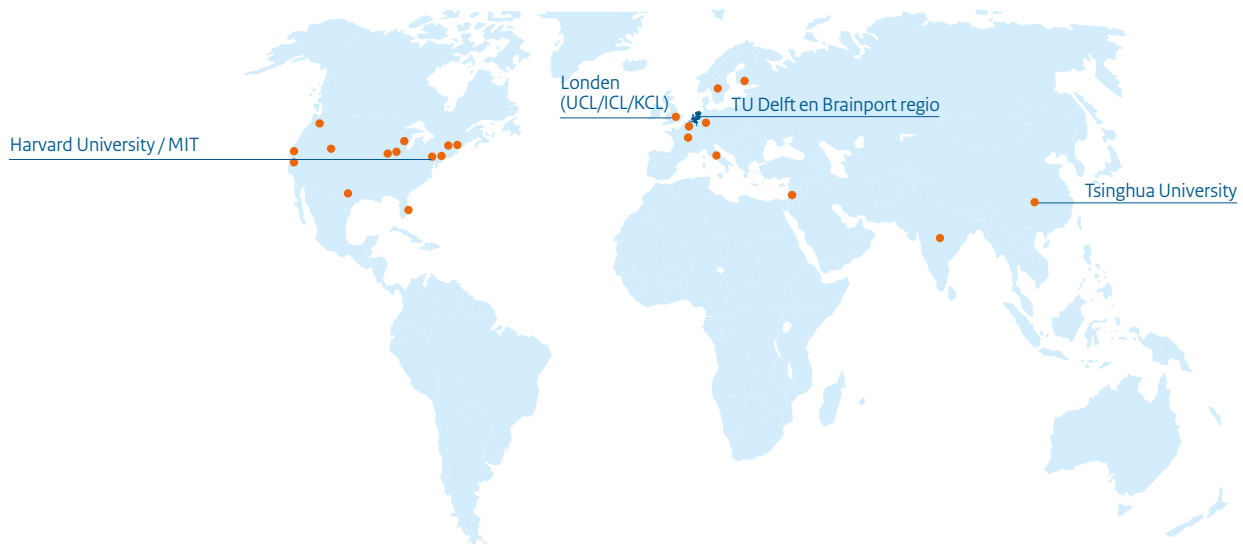 Londen
(UCL/ICL/KCL)
TU Delft en Brainport regio
Harvard University / MIT
Tsinghua University